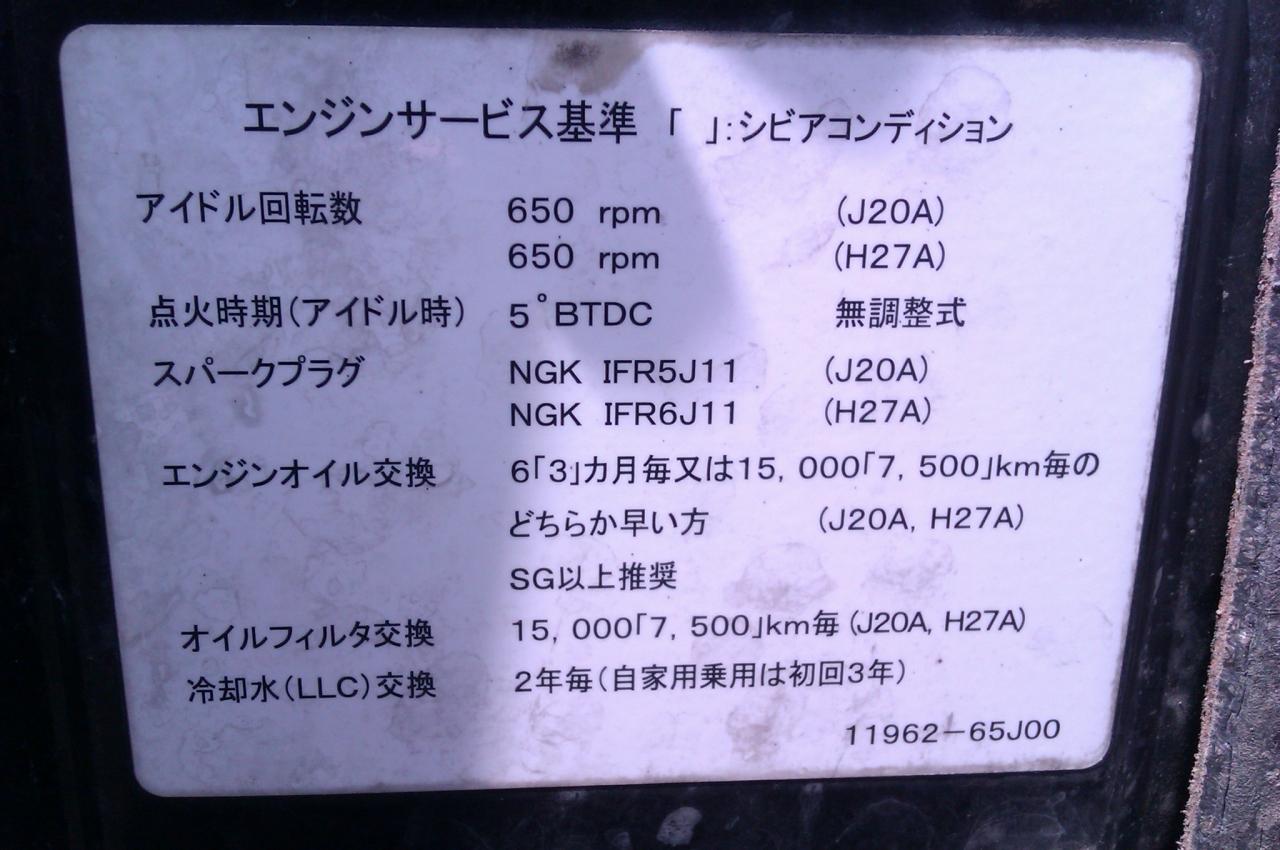 エンジンサービス基準 「 」:シビアコンディション
アイドル回転数 650 rpm (J20A)
650 rpm (H27A)
点火時期(アイドル時) 5°BTDC 無調整式
スパークプラグ NGK IFR5J11 (J20A)
NGK IFR6J11 (H27A)
エンジンオイル交換 6「3」カ月毎又は15, 000「7, 500」km毎の
どちらか早い方 (J20A, H27A)
SG以上推奨
オイルフィルタ交換 15, 000「7, 500」km毎 (J20A, H27A)
冷却水(LLC)交換 2年毎(自家用乗用は初回3年)
11962-65J00